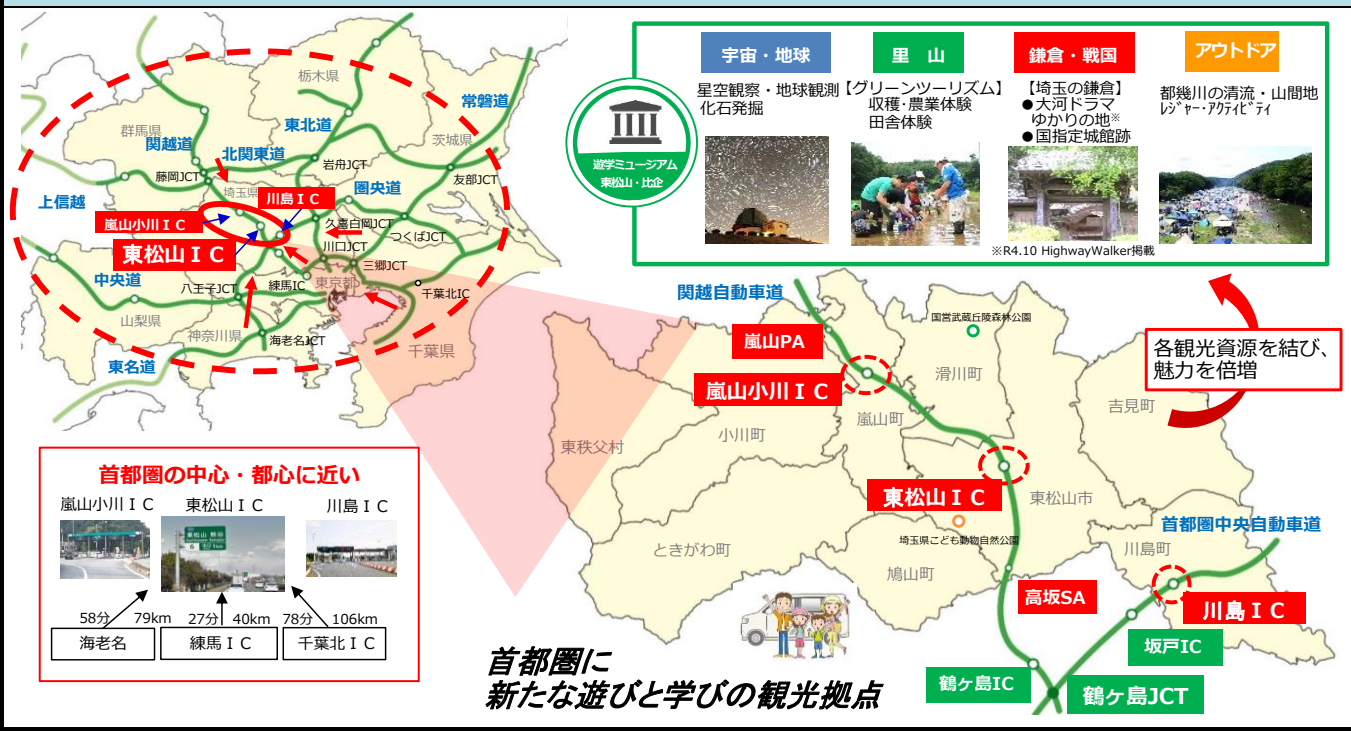 栃木県
群馬県
茨城県
埼玉県
東京都
山梨県
神奈川県
千葉県
常磐道
東北道
関越道
北関東道
上信越
圏央道
中央道
東名道
岩舟JCT
藤岡JCT
友部JCT
久喜白岡JCT
つくばJCT
川口JCT
三郷JCT
八王子JCT
練馬IC
千葉北IC
海老名JCT
川島ＩＣ
嵐山小川ＩＣ
東松山ＩＣ
遊学ミュージアム
東松山・比企
宇宙・地球
星空観察・地球観測
化石発掘
里 山
【グリーンツーリズム】
収穫・農業体験
田舎体験
鎌倉・戦国
【埼玉の鎌倉】
●大河ドラマ
ゆかりの地※
●国指定城館跡
アウトドア
都幾川の清流・山間地
ﾚｼﾞｬｰ・ｱｸﾃｨﾋﾞﾃｨ
※R4.10 HighwayWalker掲載
各観光資源を結び、
魅力を倍増
関越自動車道
嵐山PA
嵐山小川ＩＣ
国営武蔵丘陵森林公園
滑川町
嵐山町
小川町
東秩父村
吉見町
東松山ＩＣ
東松山市
埼玉県こども動物自然公園
ときがわ町
鳩山町
首都圏中央自動車道
川島町
高坂SA
川島ＩＣ
坂戸IC
鶴ヶ島IC
鶴ヶ島JCT
首都圏の中心・都心に近い
嵐山小川ＩＣ
東松山ＩＣ
川島ＩＣ
東松山 熊谷
58分 79km
27分 40km
78分 106km
海老名
練馬ＩＣ
千葉北ＩＣ
首都圏に
新たな遊びと学びの観光拠点